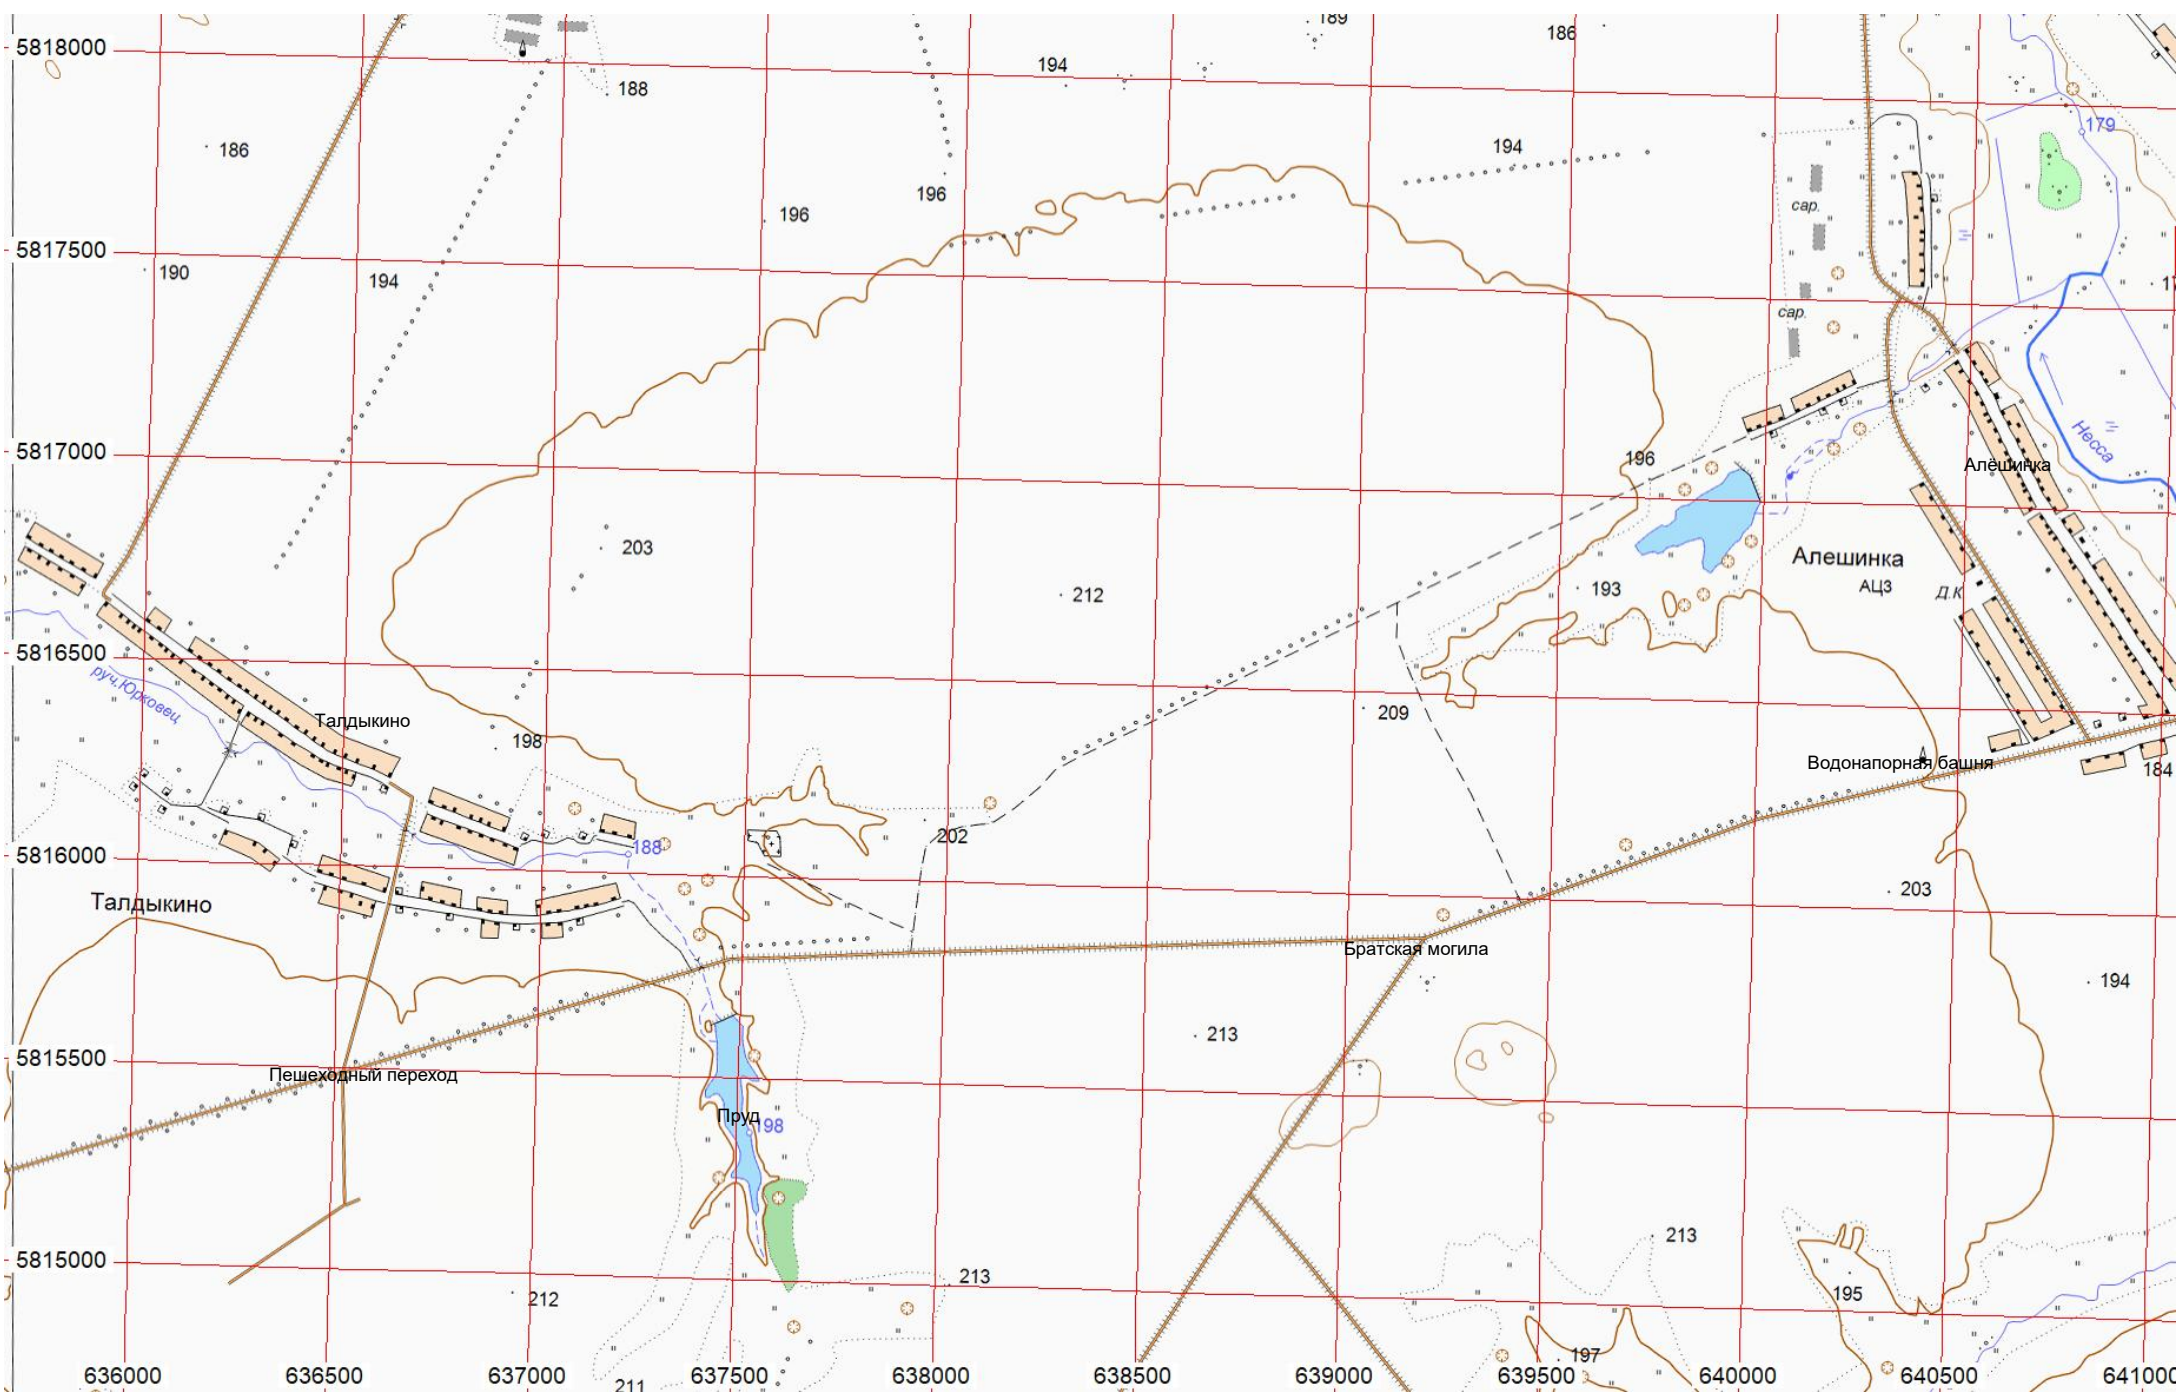 189
5818000
186
194
188
179
194
186
196
196
сар.
5817500
190
194
сар.
5817000
196
Несса
Алёшинка
203
Алешинка
АЦЗ
Д.К
193
212
5816500
руч.Юрковец
Талдыкино
209
198
Водонапорная башня
184
202
188
5816000
203
Талдыкино
Братская могила
194
213
5815500
Пешеходный переход
Пруд
198
213
5815000
213
195
212
197
636000 636500 637000 637500 638000 638500 639000 639500 640000 640500
211